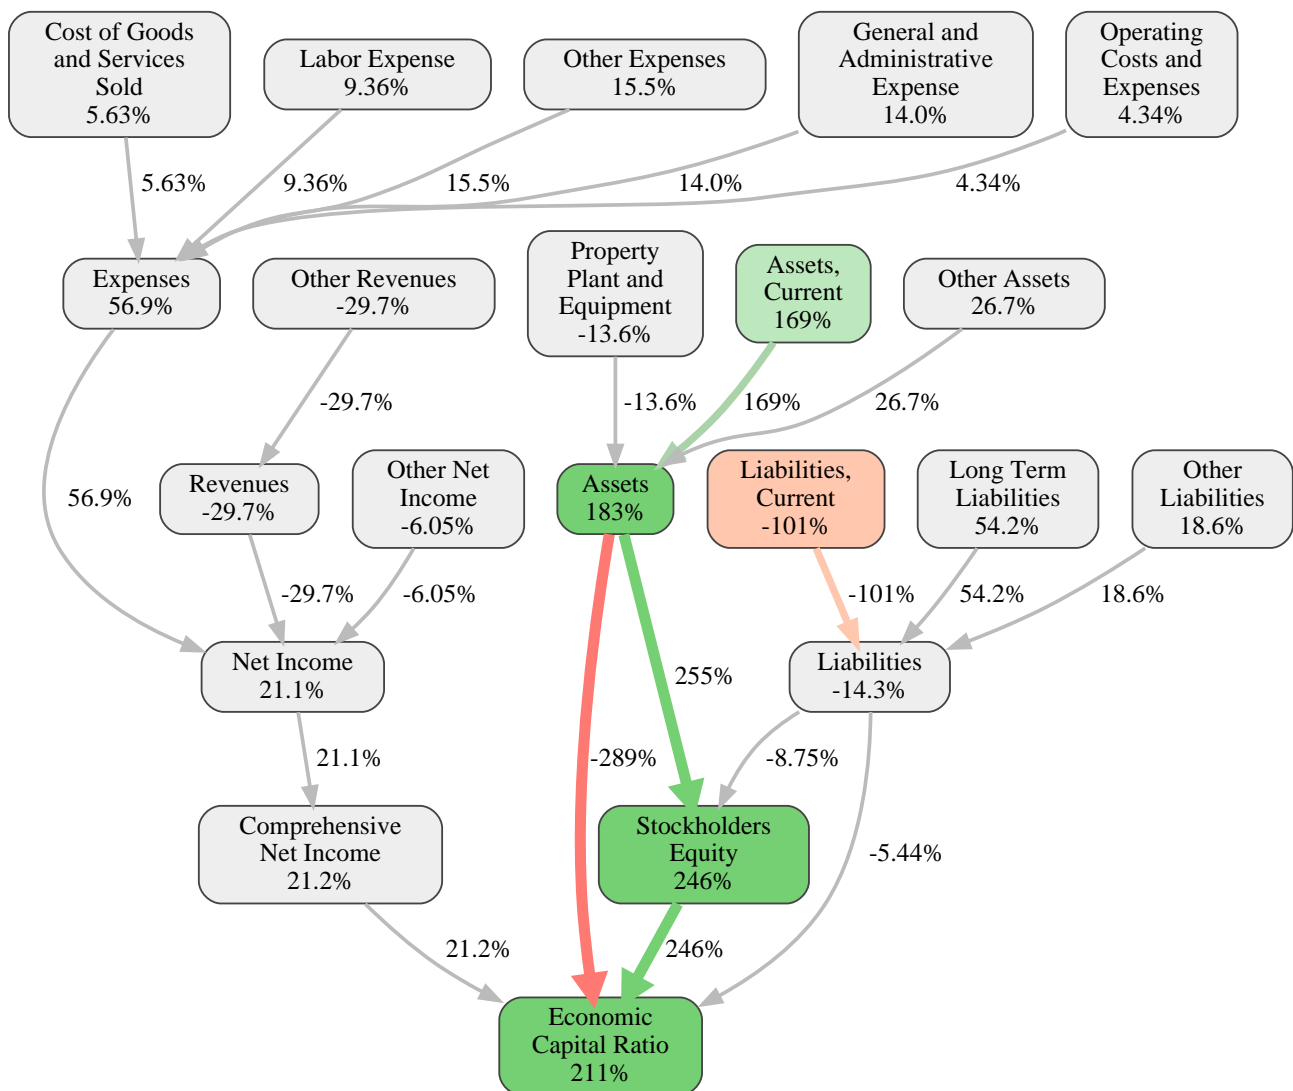 Cost of Goods
and Services
Sold
5.63%
Labor Expense
9.36%
Other Expenses
15.5%
General and
Administrative
Expense
14.0%
Operating
Costs and
Expenses
4.34%
5.63%
9.36%
15.5%
14.0%
4.34%
Expenses
56.9%
Other Revenues
-29.7%
Property
Plant and
Equipment
-13.6%
Assets,
Current
169%
Other Assets
26.7%
-29.7%
-13.6%
169%
26.7%
56.9%
Revenues
-29.7%
Other Net
Income
-6.05%
Assets
183%
Liabilities,
Current
-101%
Long Term
Liabilities
54.2%
Other
Liabilities
18.6%
-29.7%
-6.05%
-101%
54.2%
18.6%
Net Income
21.1%
255%
Liabilities
-14.3%
21.1%
-289%
-8.75%
Comprehensive
Net Income
21.2%
Stockholders
Equity
246%
-5.44%
21.2%
246%
Economic
Capital Ratio
211%